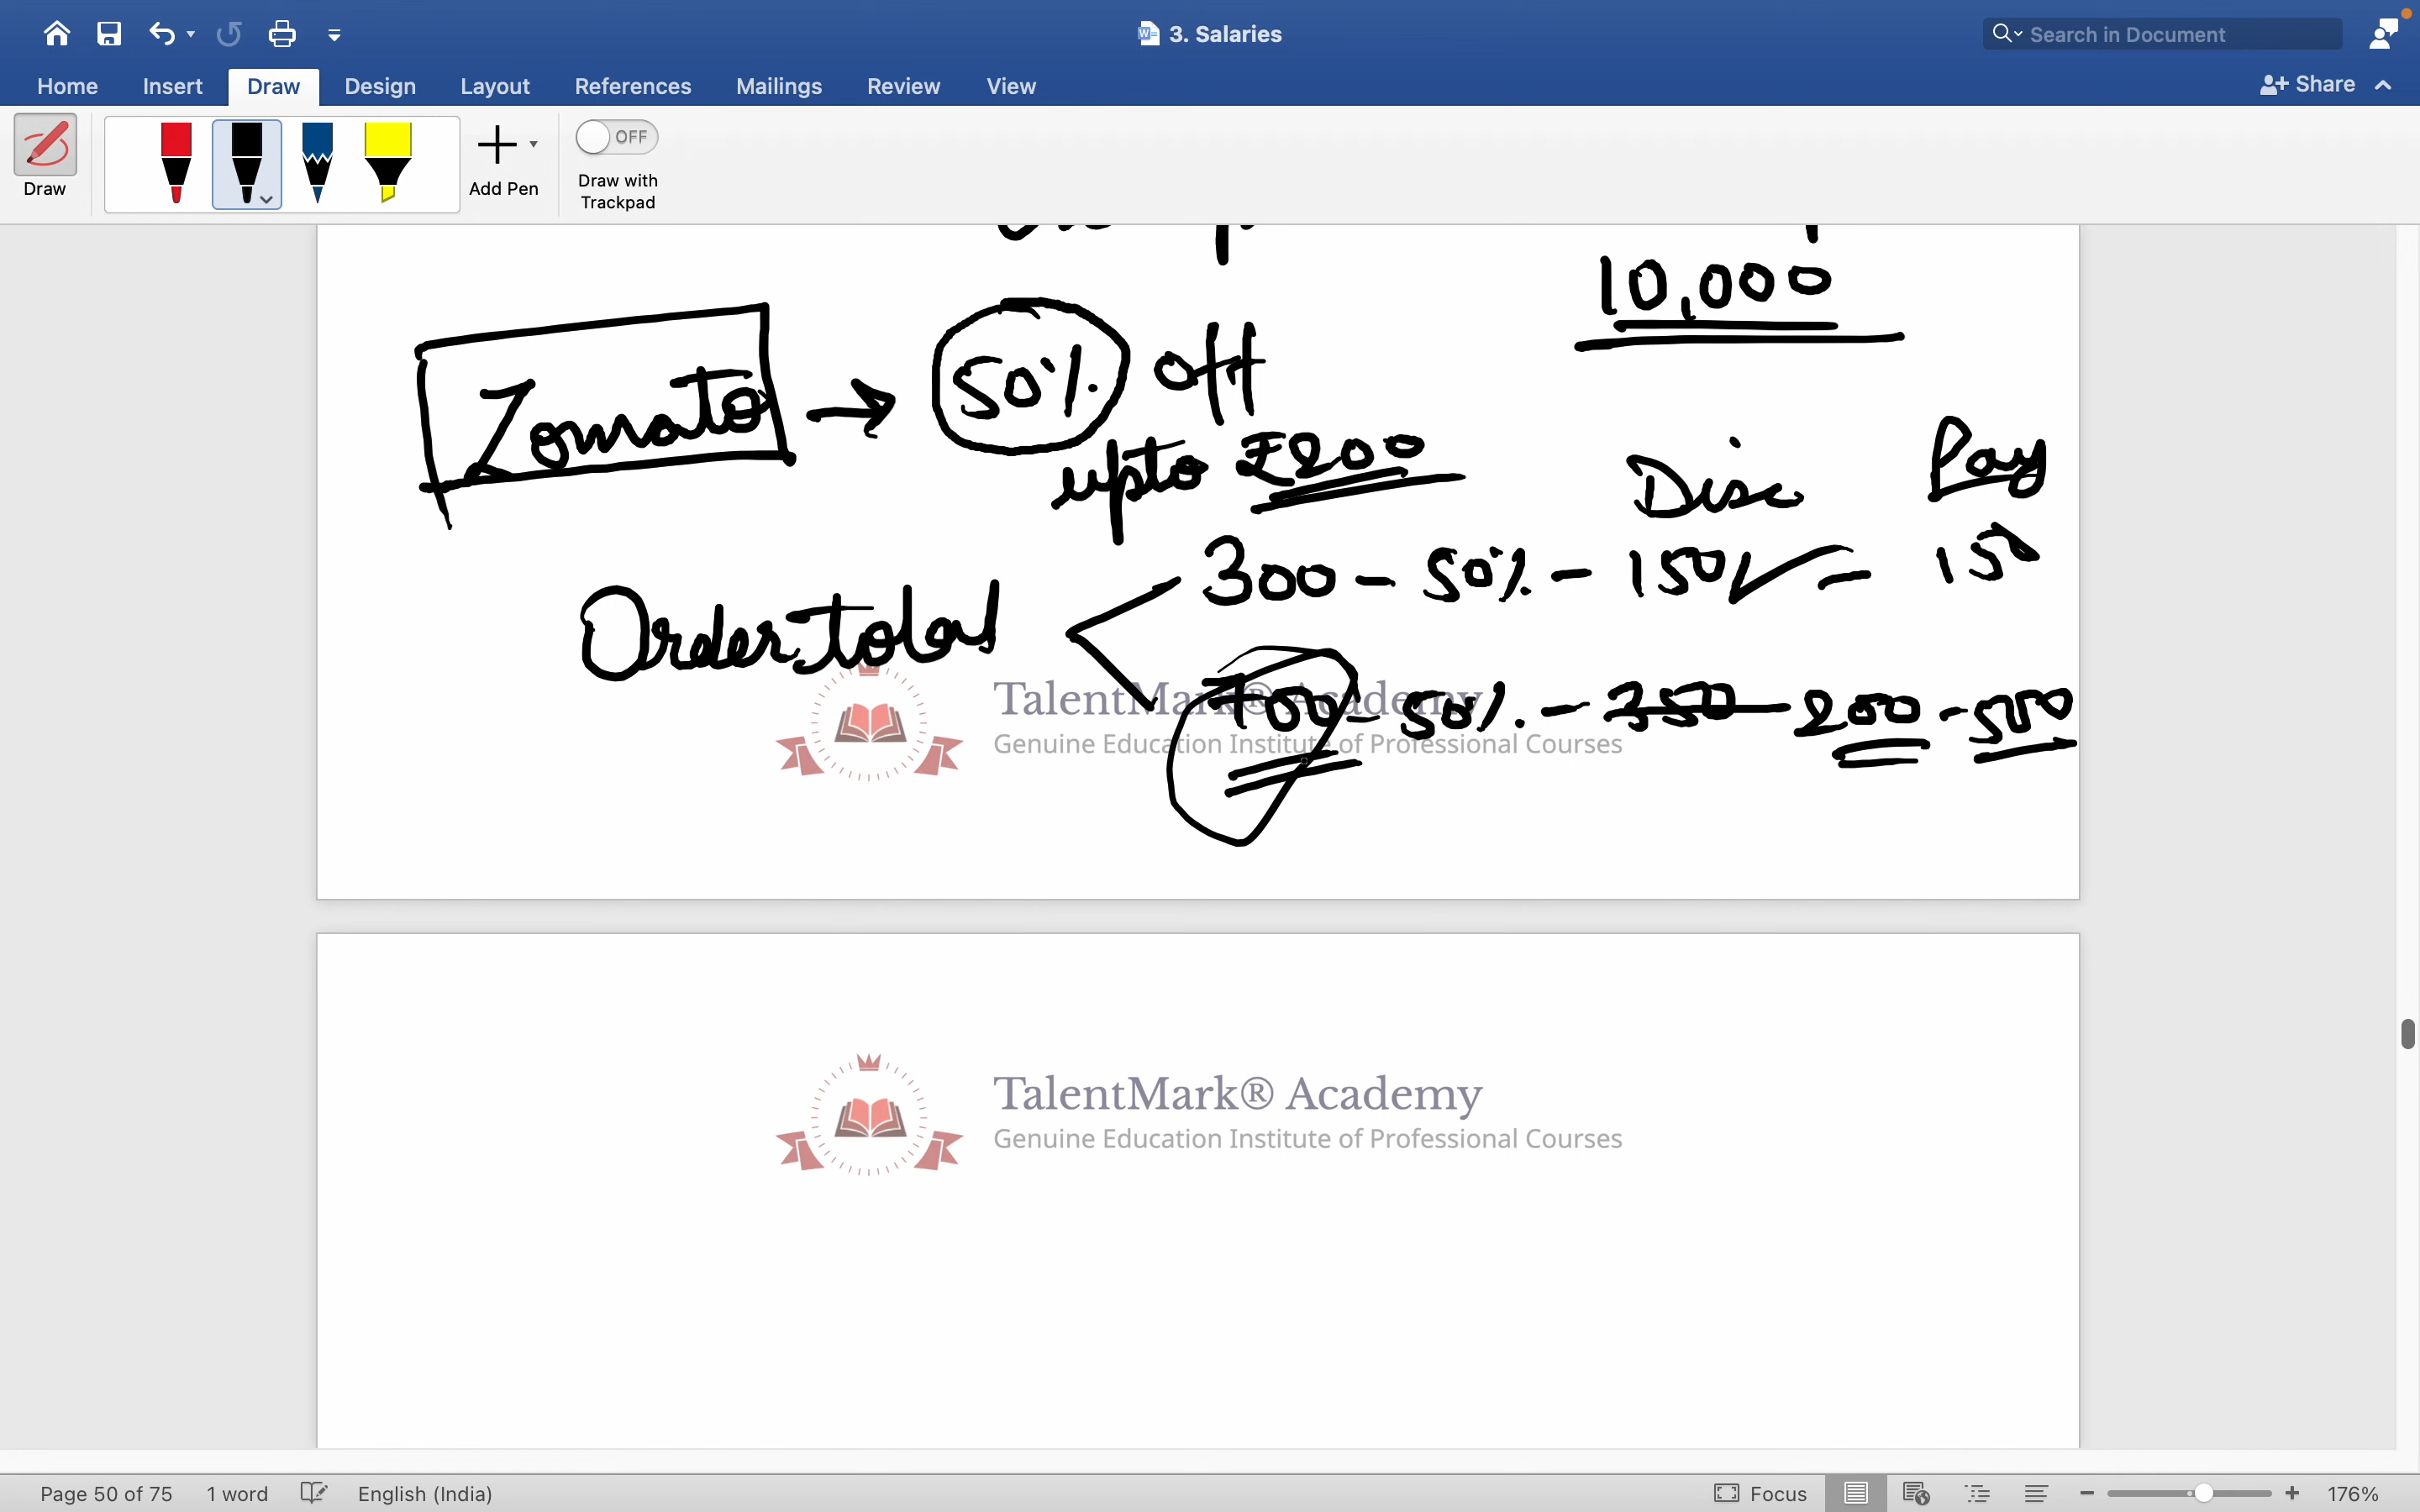 3. Salaries
Search in Document
Home Insert Draw Design Layout References Mailings Review View
Share
OFF
Draw
Add Pen
Draw with
Trackpad
10,000
Zomato → 50% off
upto ₹200
Disc Pay
300 - 50% - 150 = 150
Order total
700 - 50% - 350 - 200 - 500
TalentMark® Academy
Genuine Education Institute of Professional Courses
TalentMark® Academy
Genuine Education Institute of Professional Courses
Page 50 of 75 1 word English (India) Focus 176%